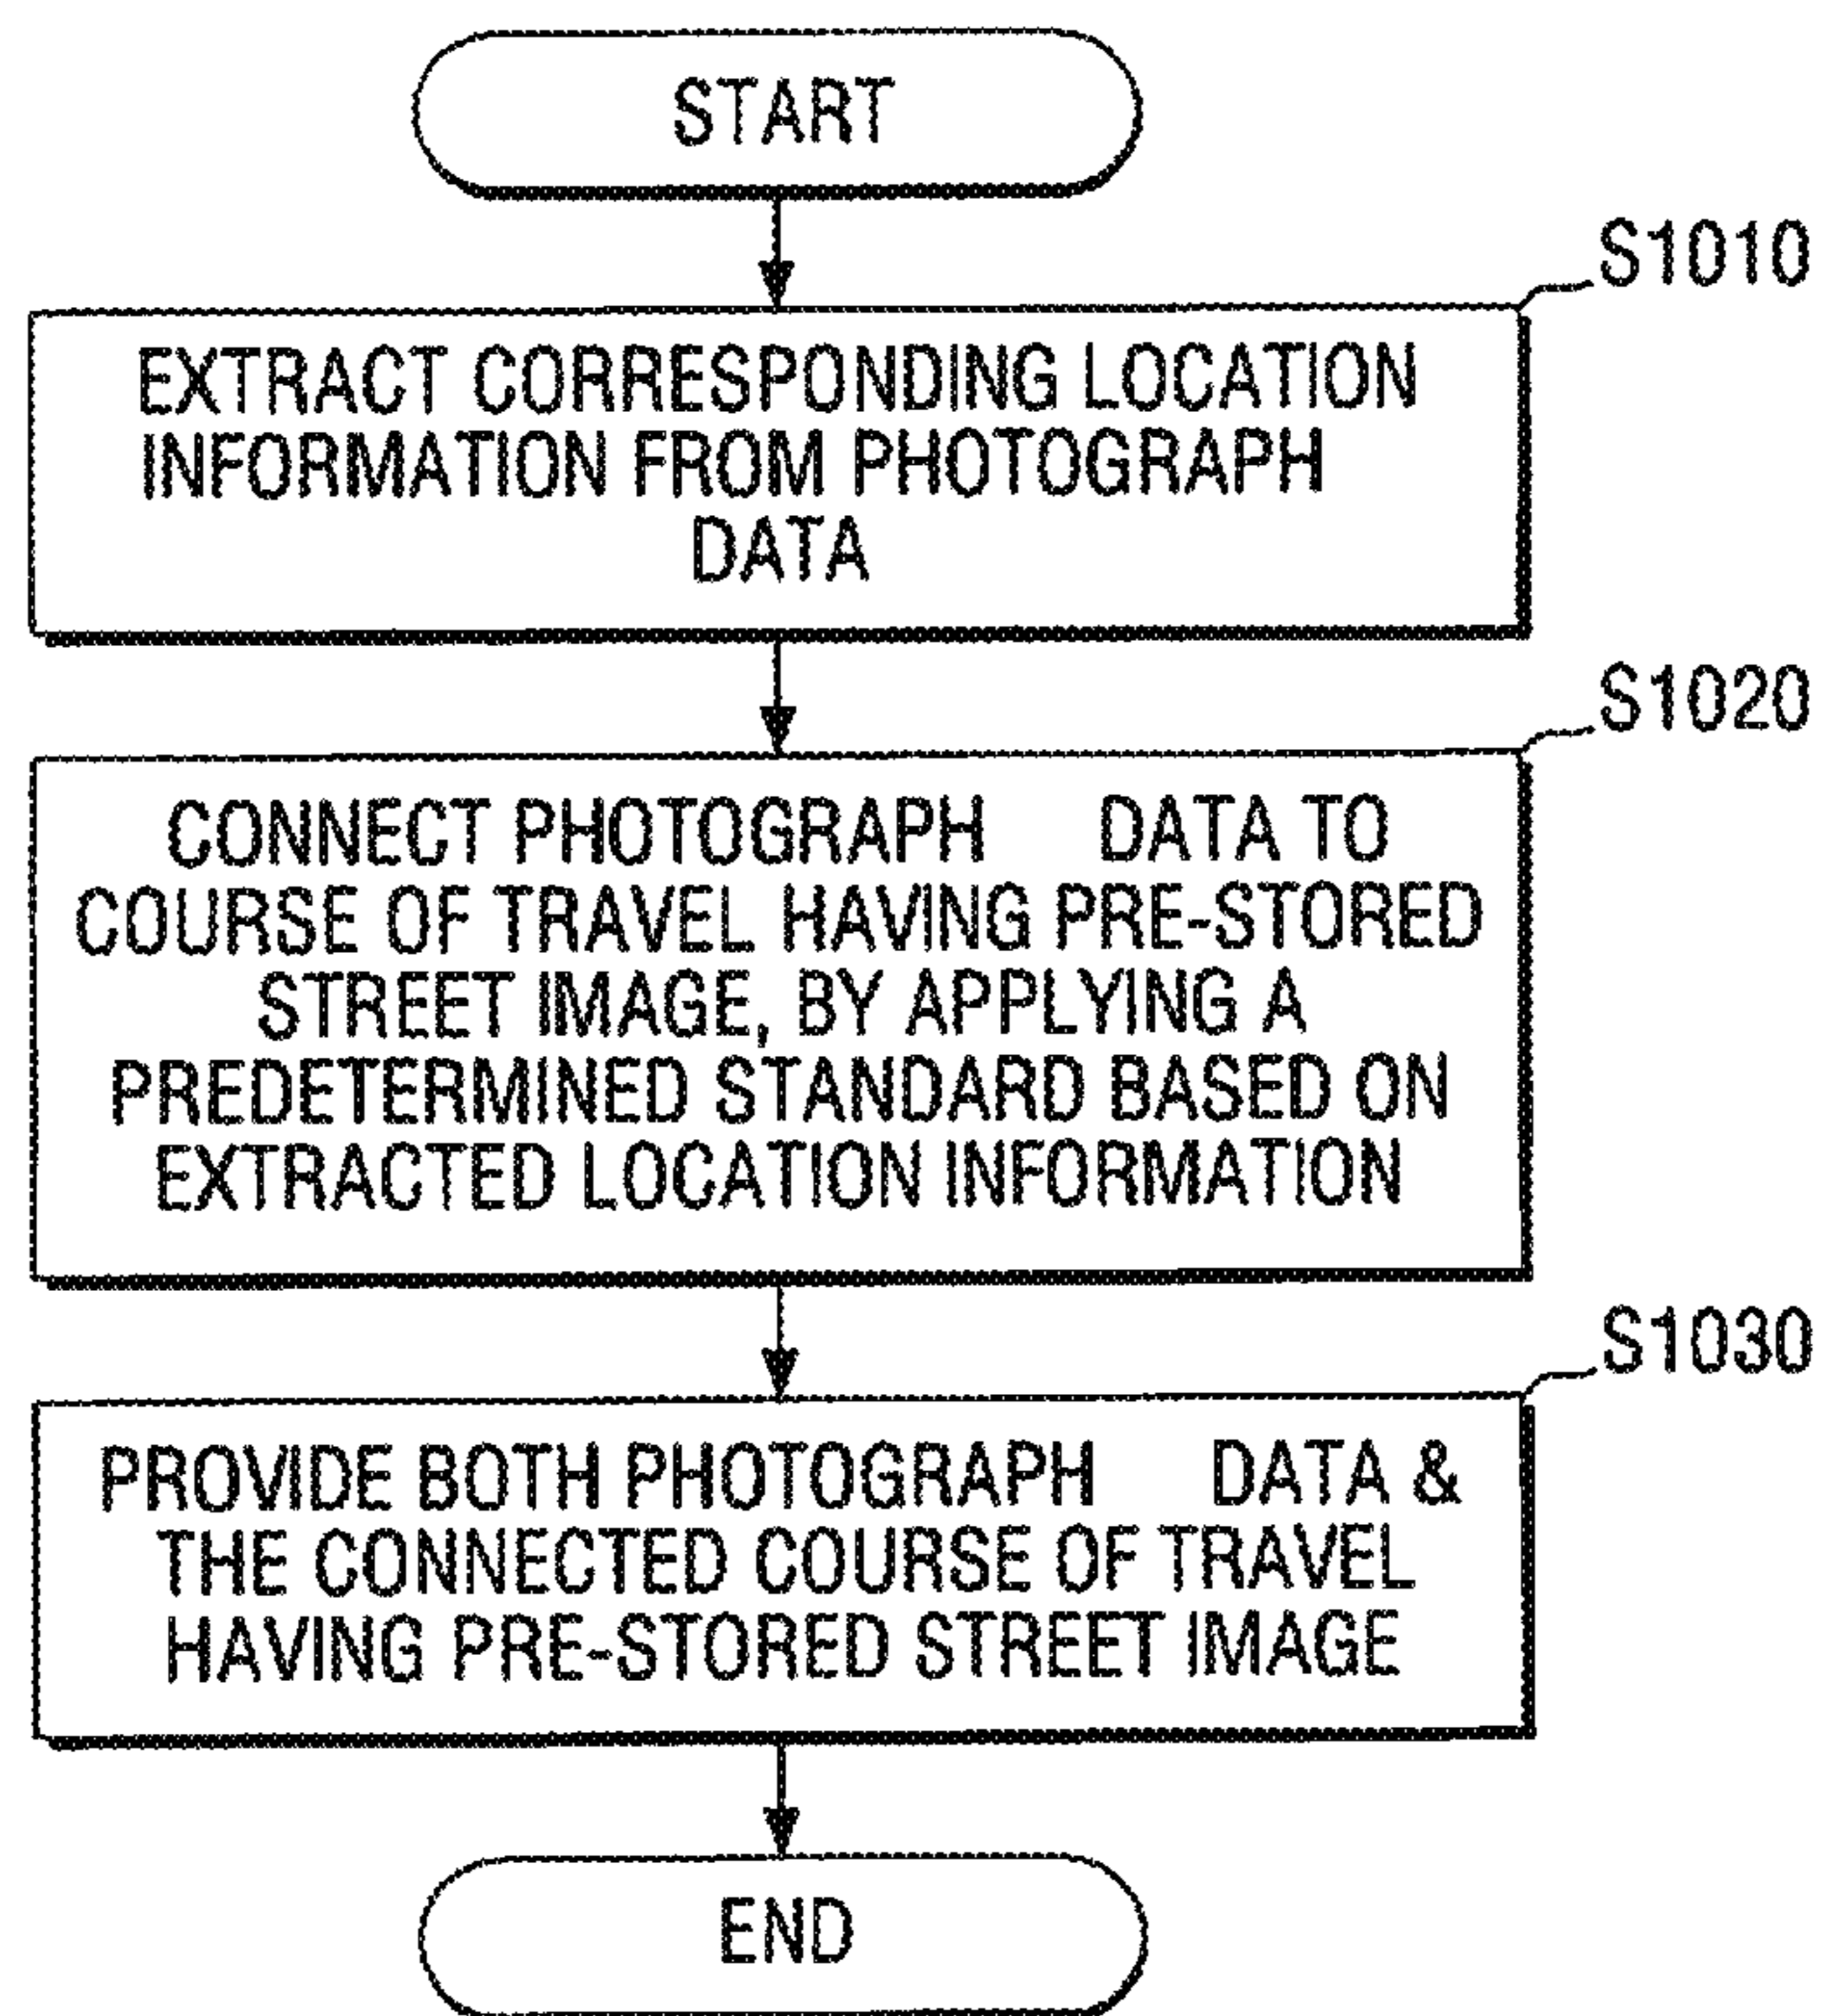 START
S1010
EXTRACT CORRESPONDING LOCATION
INFORMATION FROM PHOTOGRAPH
DATA
S1020
CONNECT PHOTOGRAPH DATA TO
COURSE OF TRAVEL HAVING PRE-STORED
STREET IMAGE, BY APPLYING A
PREDETERMINED STANDARD BASED ON
EXTRACTED LOCATION INFORMATION
S1030
PROVIDE BOTH PHOTOGRAPH DATA &
THE CONNECTED COURSE OF TRAVEL
HAVING PRE-STORED STREET IMAGE
END